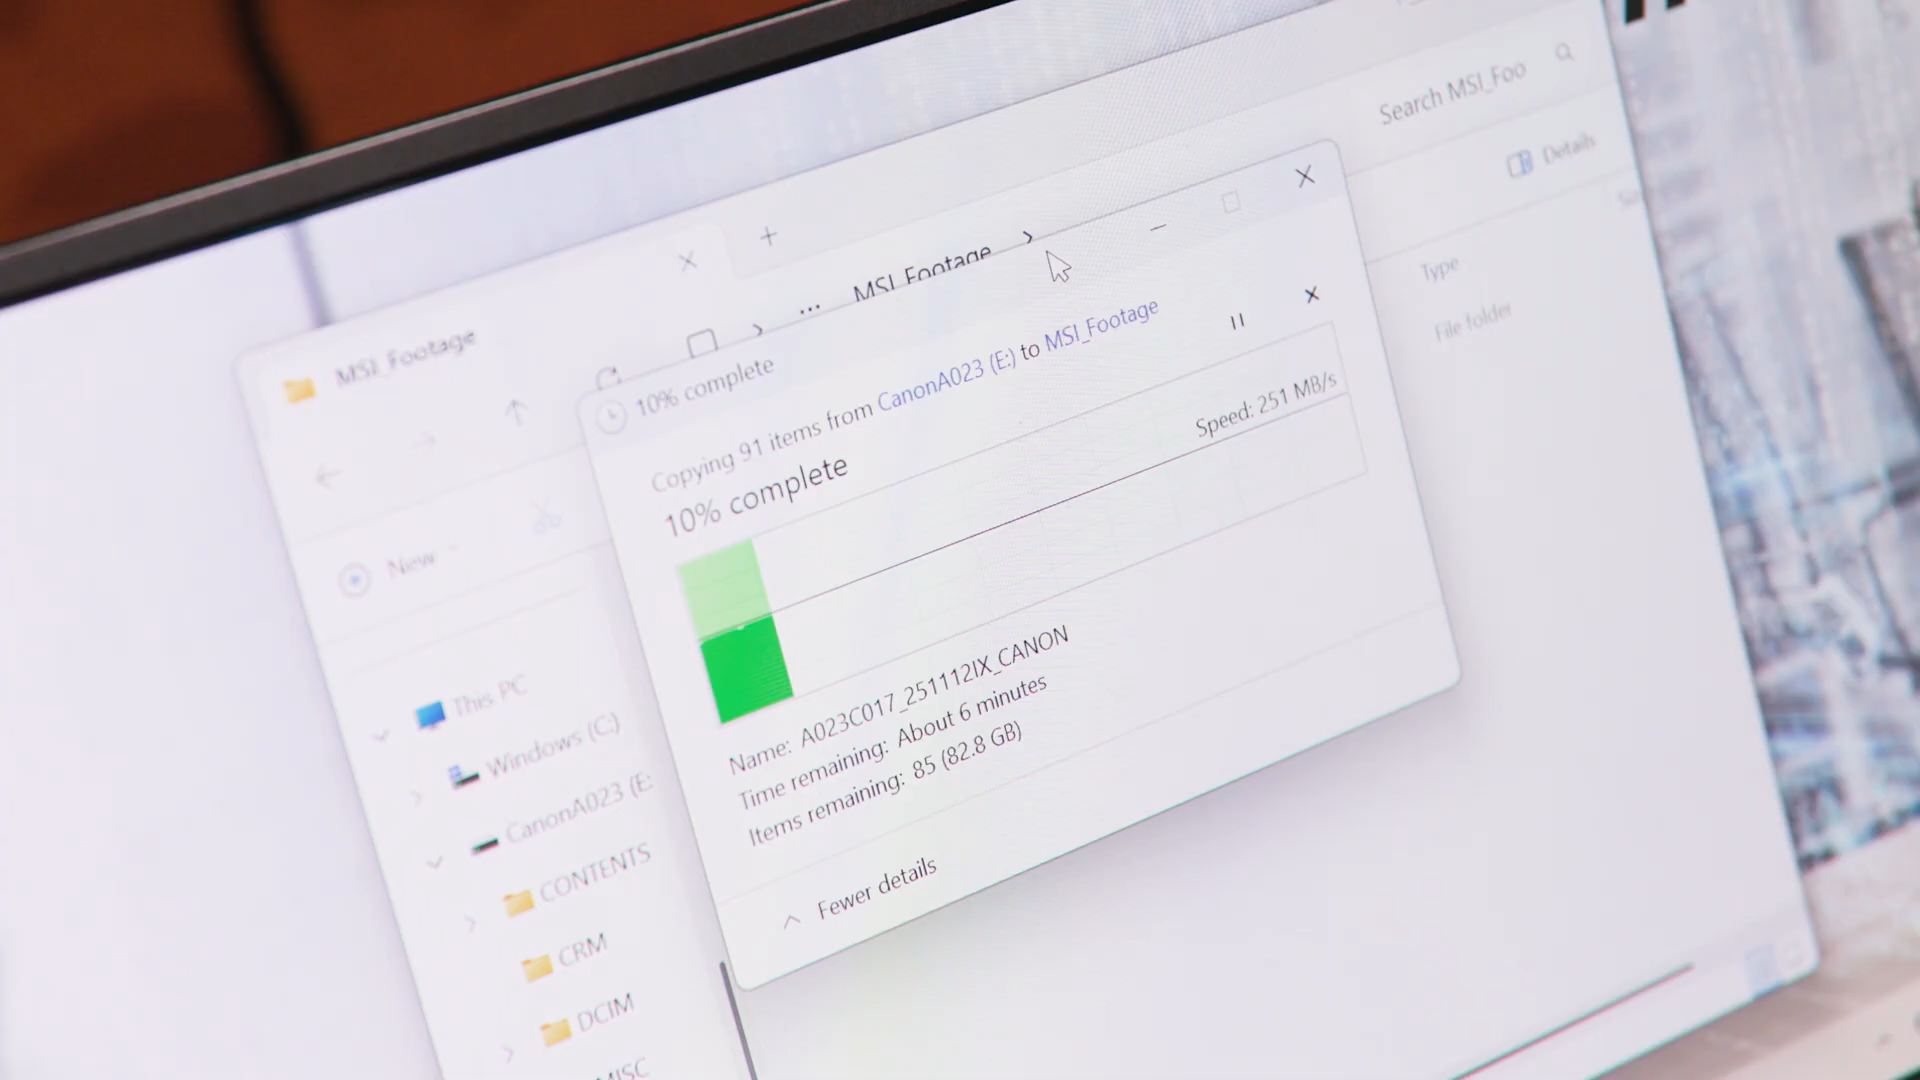 Search MSI_Foo
Details
MSI_Footage
MSI_Footage
Type
File folder
10% complete
Copying 91 items from CanonA023 (E:) to MSI_Footage
10% complete
Speed: 251 MB/s
New
Name: A023C017_251112IX_CANON
Time remaining: About 6 minutes
Items remaining: 85 (82.8 GB)
Fewer details
This PC
Windows (C:)
CanonA023 (E:
CONTENTS
CRM
DCIM
MISC